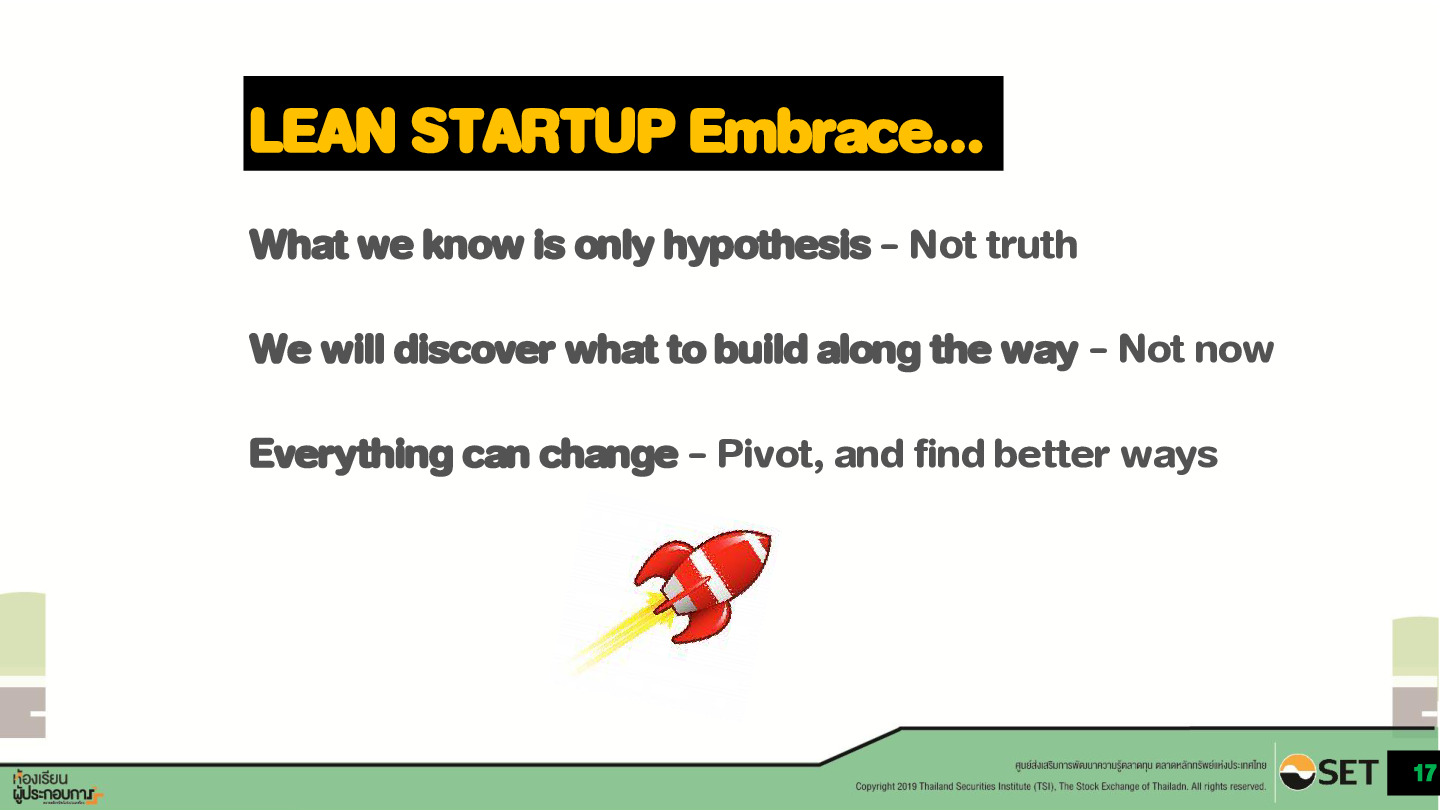 LEAN STARTUP Embrace...
What we know is only hypothesis – Not truth
We will discover what to build along the way – Not now
Everything can change – Pivot, and find better ways
ห้องเรียน
ผู้ประกอบการ
ศูนย์ส่งเสริมการพัฒนาความรู้ตลาดทุน ตลาดหลักทรัพย์แห่งประเทศไทย
Copyright 2019 Thailand Securities Institute (TSI), The Stock Exchange of Thailadn. All rights reserved.
SET
17